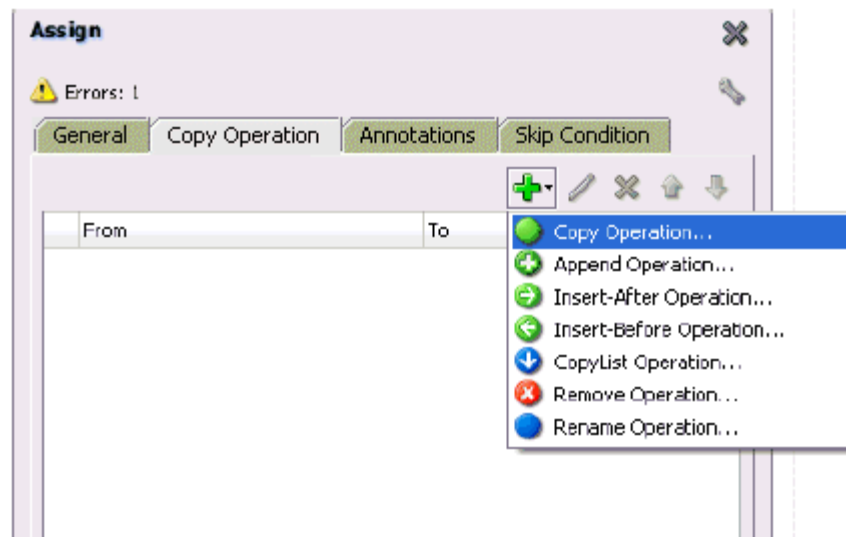 Assign
Errors: 1
General Copy Operation Annotations Skip Condition
From To
Copy Operation...
Append Operation...
Insert-After Operation...
Insert-Before Operation...
CopyList Operation...
Remove Operation...
Rename Operation...